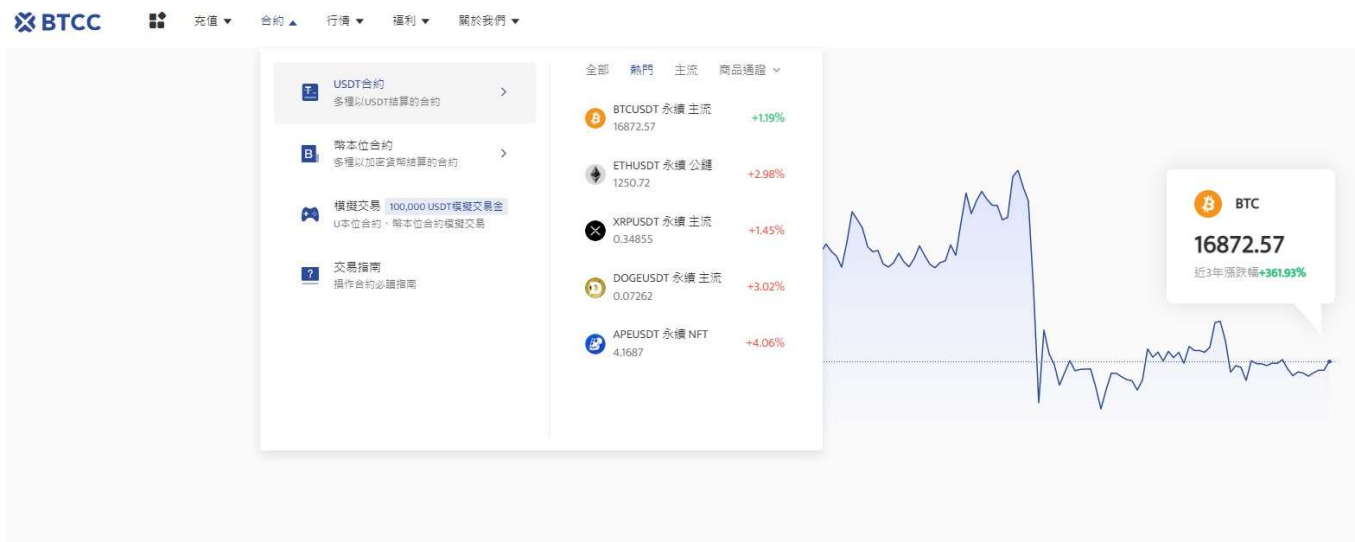 BTCC
充值 ▼
合約 ▲
行情 ▼
福利 ▼
關於我們 ▼
USDT合約
多種以USDT結算的合約
幣本位合約
多種以加密貨幣結算的合約
模擬交易 100,000 USDT模擬交易金
U本位合約、幣本位合約模擬交易
交易指南
操作合約必讀指南
全部 熱門 主流 商品通證
BTCUSDT 永續 主流
16872.57
+1.19%
ETHUSDT 永續 公鏈
1250.72
+2.98%
XRPUSDT 永續 主流
0.34855
+1.45%
DOGEUSDT 永續 主流
0.07262
+3.02%
APEUSDT 永續 NFT
4.1687
+4.06%
BTC
16872.57
近3年漲跌幅+361.93%